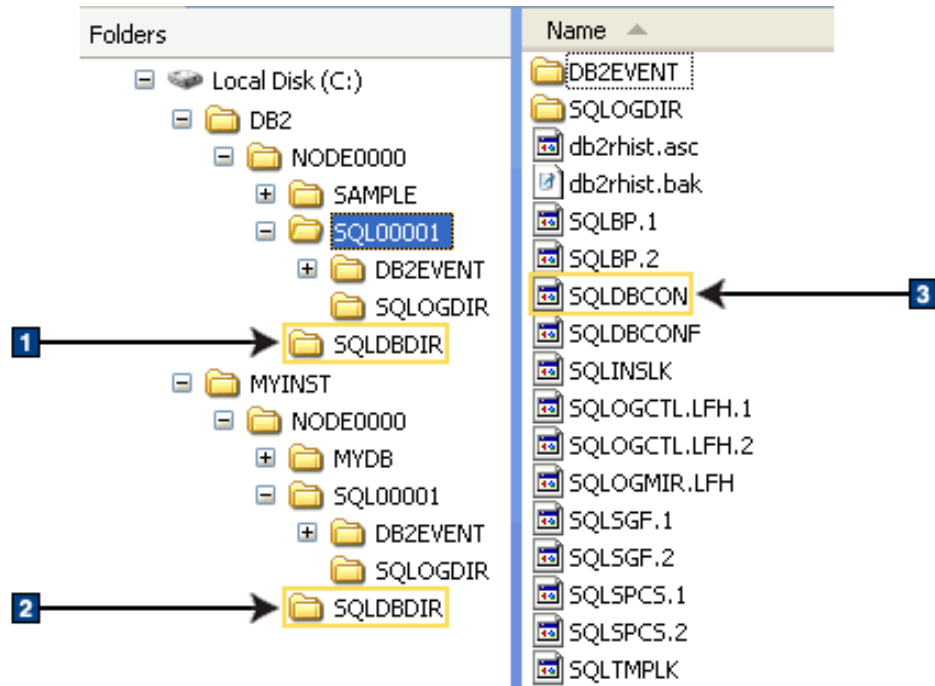 Folders
Local Disk (C:)
DB2
NODE0000
SAMPLE
SQL00001
DB2EVENT
SQLOGDIR
1
SQLDBDIR
MYINST
NODE0000
MYDB
SQL00001
DB2EVENT
SQLOGDIR
2
SQLDBDIR
Name
DB2EVENT
SQLOGDIR
db2rhist.asc
db2rhist.bak
SQLBP.1
SQLBP.2
SQLDBCON
3
SQLDBCONF
SQLINSLK
SQLOGCTL.LFH.1
SQLOGCTL.LFH.2
SQLOGMIR.LFH
SQLSGF.1
SQLSGF.2
SQLSPCS.1
SQLSPCS.2
SQLTMPLK